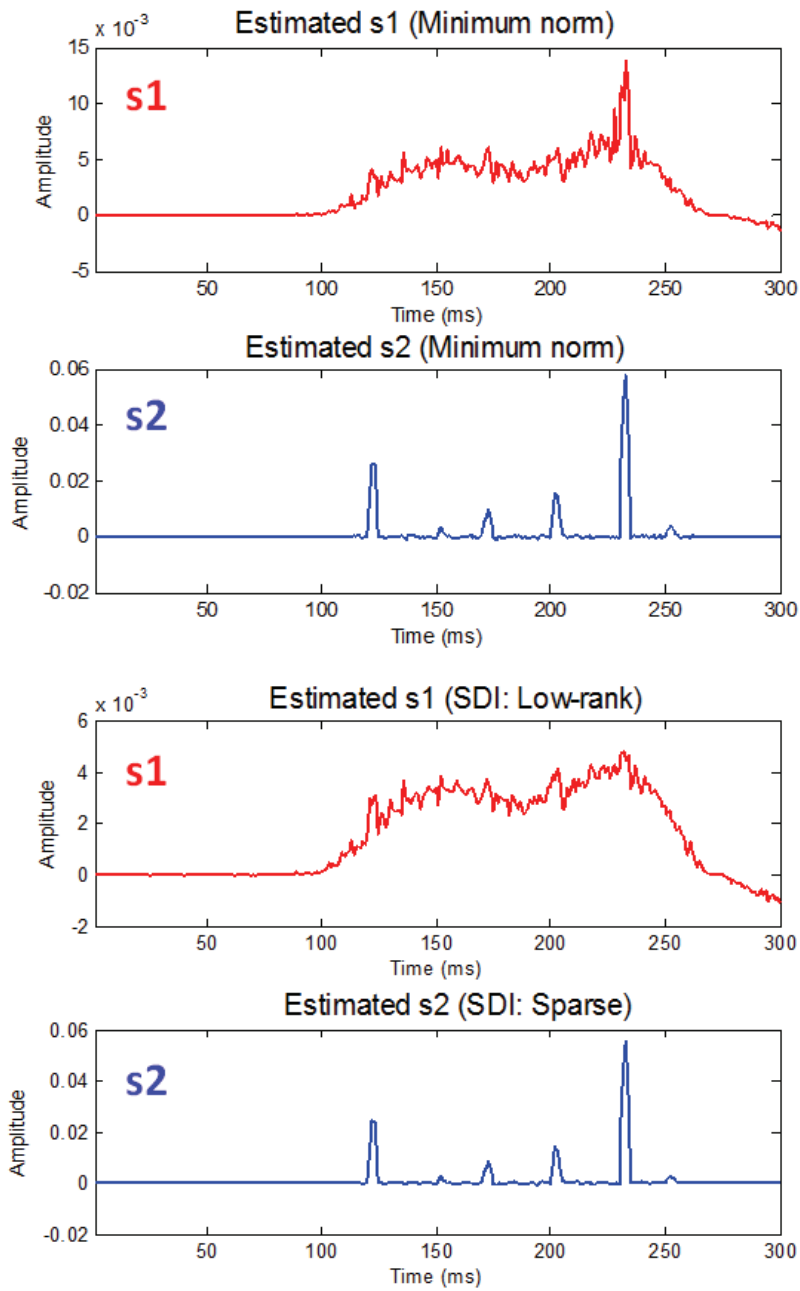 × 10⁻³
Estimated s1 (Minimum norm)
15
s1
10
Amplitude
5
0
-5
50 100 150 200 250 300
Time (ms)
Estimated s2 (Minimum norm)
0.06
s2
0.04
Amplitude
0.02
0
-0.02
50 100 150 200 250 300
Time (ms)
× 10⁻³
Estimated s1 (SDI: Low-rank)
6
s1
4
Amplitude
2
0
-2
50 100 150 200 250 300
Time (ms)
Estimated s2 (SDI: Sparse)
0.06
s2
0.04
Amplitude
0.02
0
-0.02
50 100 150 200 250 300
Time (ms)